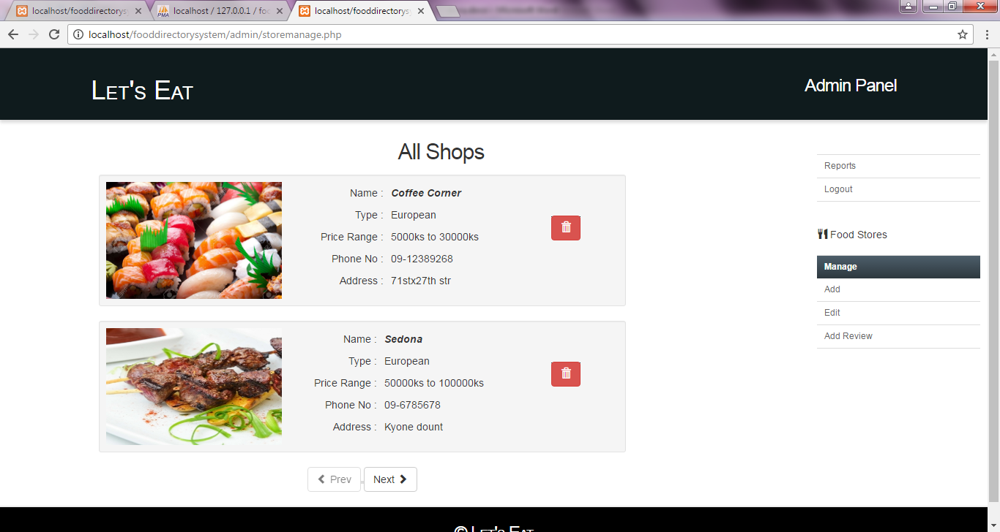 localhost/fooddirectorysy
localhost / 127.0.0.1 / foo
localhost/fooddirectorysy
localhost/fooddirectorysystem/admin/storemanage.php
Let's Eat
Admin Panel
All Shops
Name : Coffee Corner
Type : European
Price Range : 5000ks to 30000ks
Phone No : 09-12389268
Address : 71stx27th str
Name : Sedona
Type : European
Price Range : 50000ks to 100000ks
Phone No : 09-6785678
Address : Kyone dount
Prev
Next
Reports
Logout
Food Stores
Manage
Add
Edit
Add Review
© Let's Eat